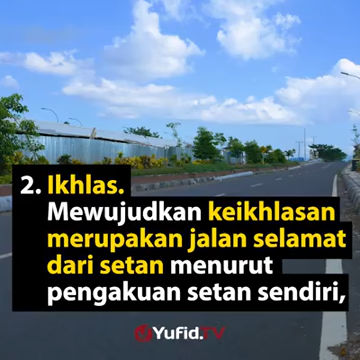 2. Ikhlas.
Mewujudkan keikhlasan
merupakan jalan selamat
dari setan menurut
pengakuan setan sendiri,
Yufid.TV